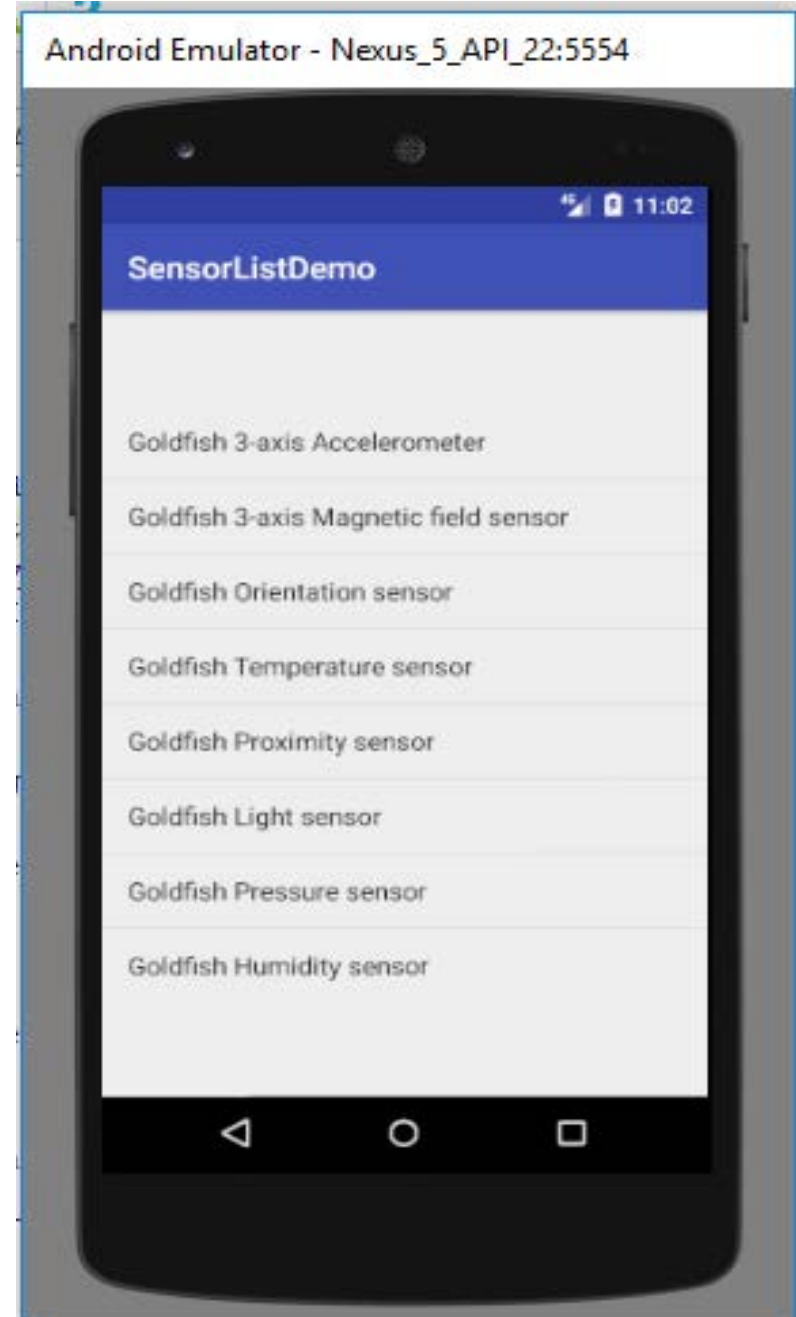 Android Emulator - Nexus_5_API_22:5554
4G 11:02
SensorListDemo
Goldfish 3-axis Accelerometer
Goldfish 3-axis Magnetic field sensor
Goldfish Orientation sensor
Goldfish Temperature sensor
Goldfish Proximity sensor
Goldfish Light sensor
Goldfish Pressure sensor
Goldfish Humidity sensor